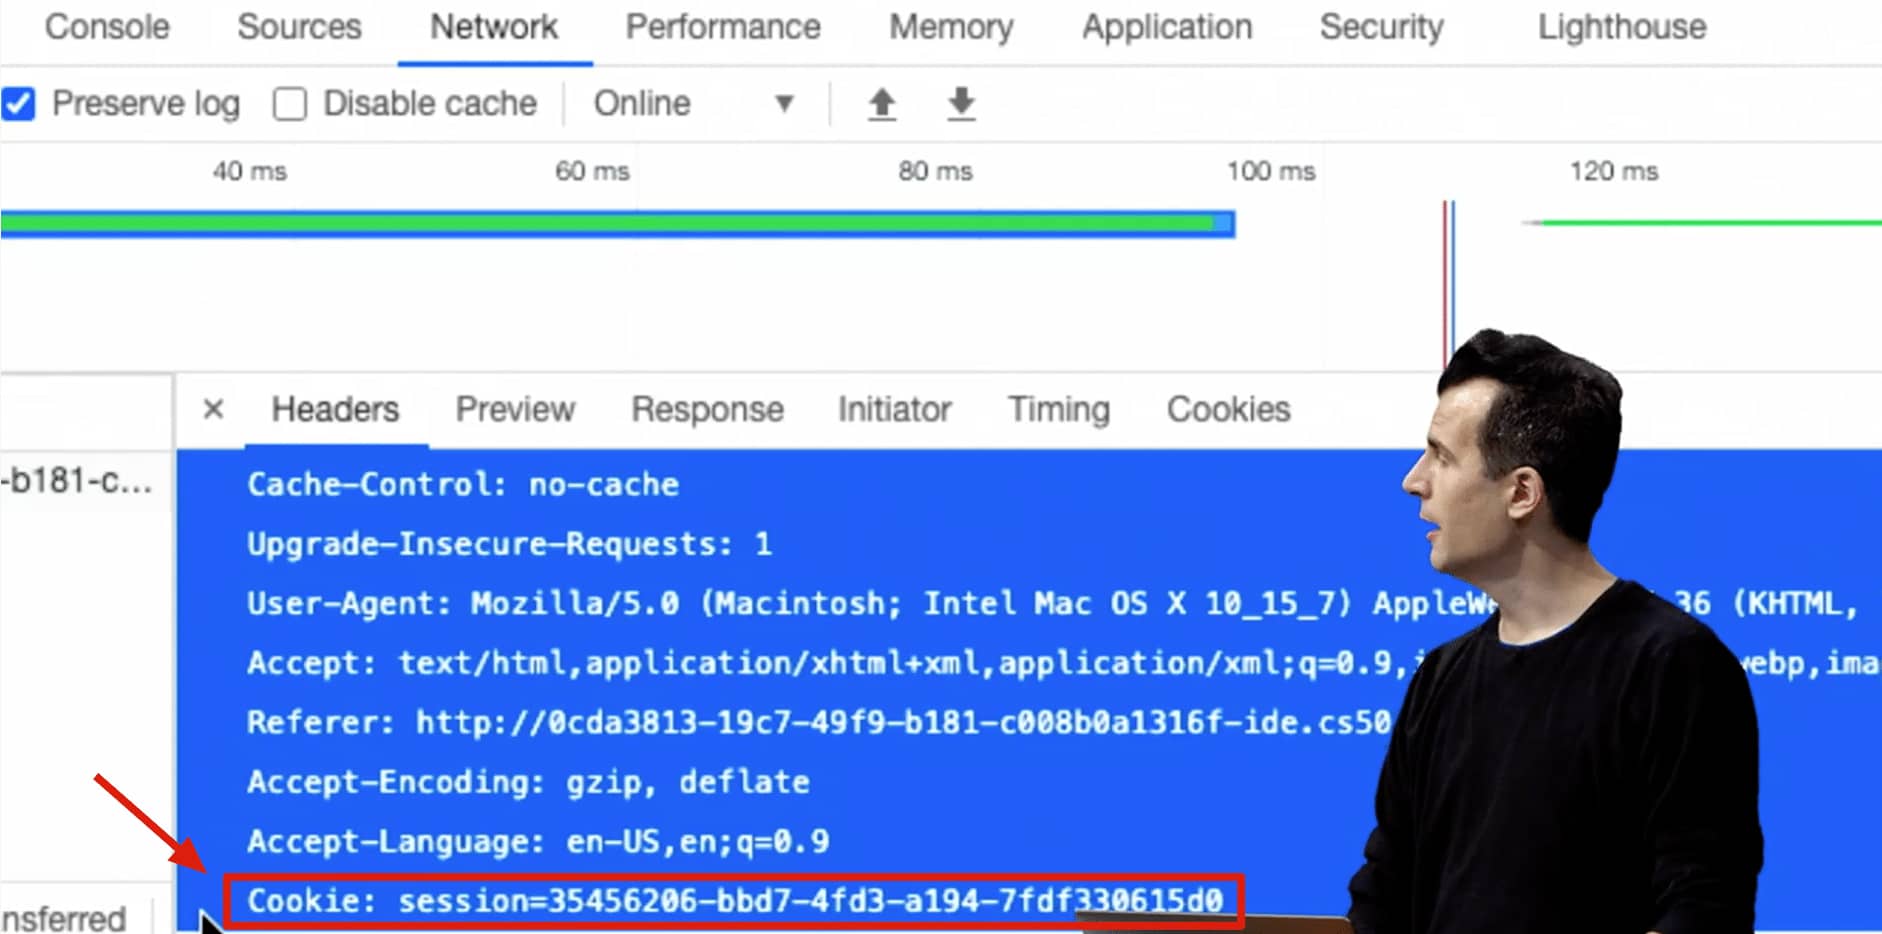 Console Sources Network Performance Memory Application Security Lighthouse
Preserve log Disable cache Online
40 ms 60 ms 80 ms 100 ms 120 ms
× Headers Preview Response Initiator Timing Cookies
-b181-c...
Cache-Control: no-cache
Upgrade-Insecure-Requests: 1
User-Agent: Mozilla/5.0 (Macintosh; Intel Mac OS X 10_15_7) AppleWe 36 (KHTML,
Accept: text/html,application/xhtml+xml,application/xml;q=0.9,i webp,ima
Referer: http://0cda3813-19c7-49f9-b181-c008b0a1316f-ide.cs50
Accept-Encoding: gzip, deflate
Accept-Language: en-US,en;q=0.9
Cookie: session=35456206-bbd7-4fd3-a194-7fdf330615d0
nsferred